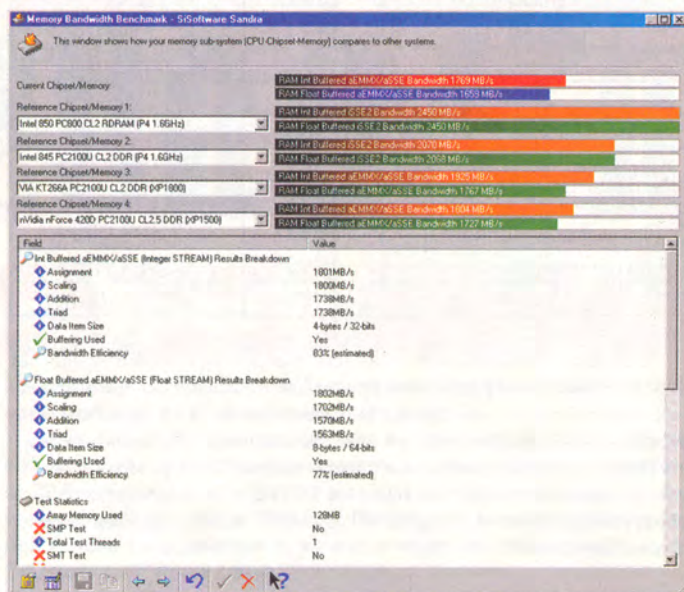 Memory Bandwidth Benchmark - SiSoftware Sandra
This window shows how your memory sub-system (CPU-Chipset-Memory) compares to other systems.
Current Chipset/Memory
RAM Int Buffered aEMMX/aSSE Bandwidth 1769 MB/s
RAM Float Buffered aEMMX/aSSE Bandwidth 1659 MB/s
Reference Chipset/Memory 1:
Intel 850 PC800 CL2 RDRAM (P4 1.6GHz)
RAM Int Buffered iSSE2 Bandwidth 2450 MB/s
RAM Float Buffered iSSE2 Bandwidth 2450 MB/s
Reference Chipset/Memory 2:
Intel 845 PC2100U CL2 DDR (P4 1.6GHz)
RAM Int Buffered iSSE2 Bandwidth 2070 MB/s
RAM Float Buffered iSSE2 Bandwidth 2068 MB/s
Reference Chipset/Memory 3:
VIA KT266A PC2100U CL2 DDR (XP1800)
RAM Int Buffered aEMMX/aSSE Bandwidth 1925 MB/s
RAM Float Buffered aEMMX/aSSE Bandwidth 1767 MB/s
Reference Chipset/Memory 4:
nVidia nForce 420D PC2100U CL2.5 DDR (XP1500)
RAM Int Buffered aEMMX/aSSE Bandwidth 1804 MB/s
RAM Float Buffered aEMMX/aSSE Bandwidth 1727 MB/s
Field Value
Int Buffered aEMMX/aSSE (Integer STREAM) Results Breakdown
Assignment 1801MB/s
Scaling 1800MB/s
Addition 1738MB/s
Triad 1738MB/s
Data Item Size 4-bytes / 32-bits
Buffering Used Yes
Bandwidth Efficiency 83% (estimated)
Float Buffered aEMMX/aSSE (Float STREAM) Results Breakdown
Assignment 1802MB/s
Scaling 1702MB/s
Addition 1570MB/s
Triad 1563MB/s
Data Item Size 8-bytes / 64-bits
Buffering Used Yes
Bandwidth Efficiency 77% (estimated)
Test Statistics
Array Memory Used 128MB
SMP Test No
Total Test Threads 1
SMT Test No